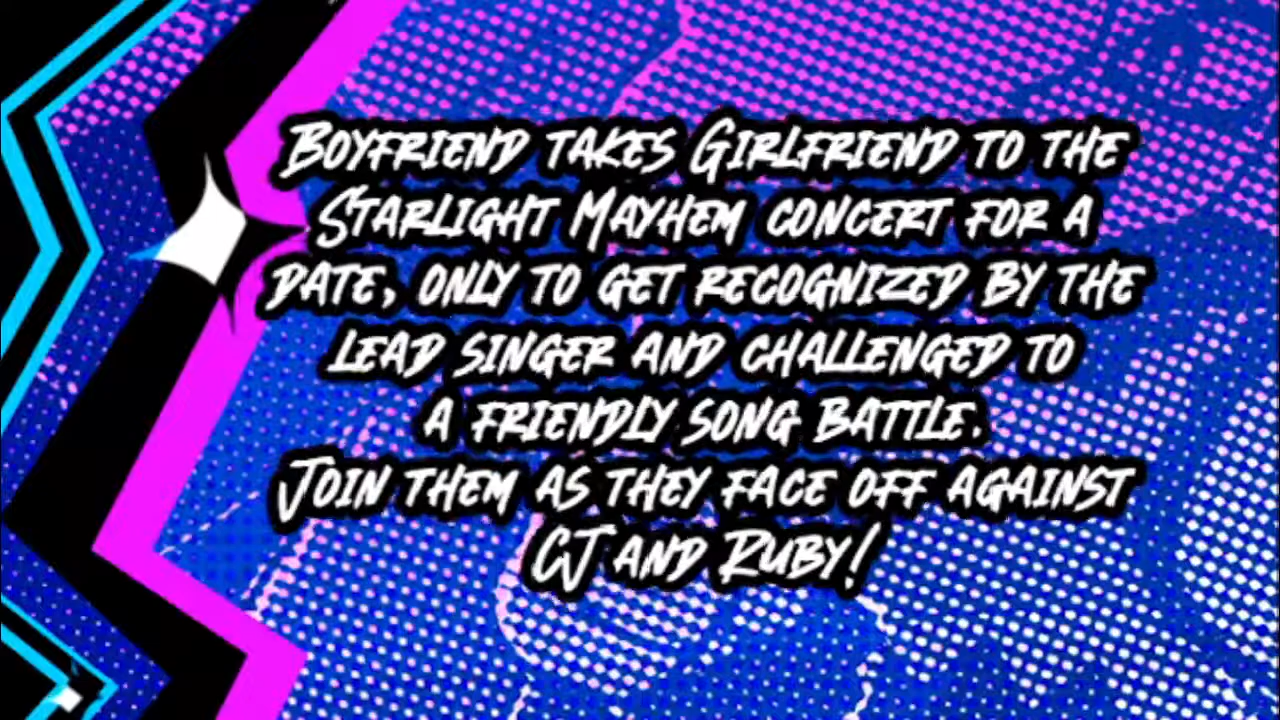 Boyfriend takes Girlfriend to the
Starlight Mayhem concert for a
date, only to get recognized by the
lead singer and challenged to
a friendly song battle.
Join them as they face off against
CJ and Ruby!